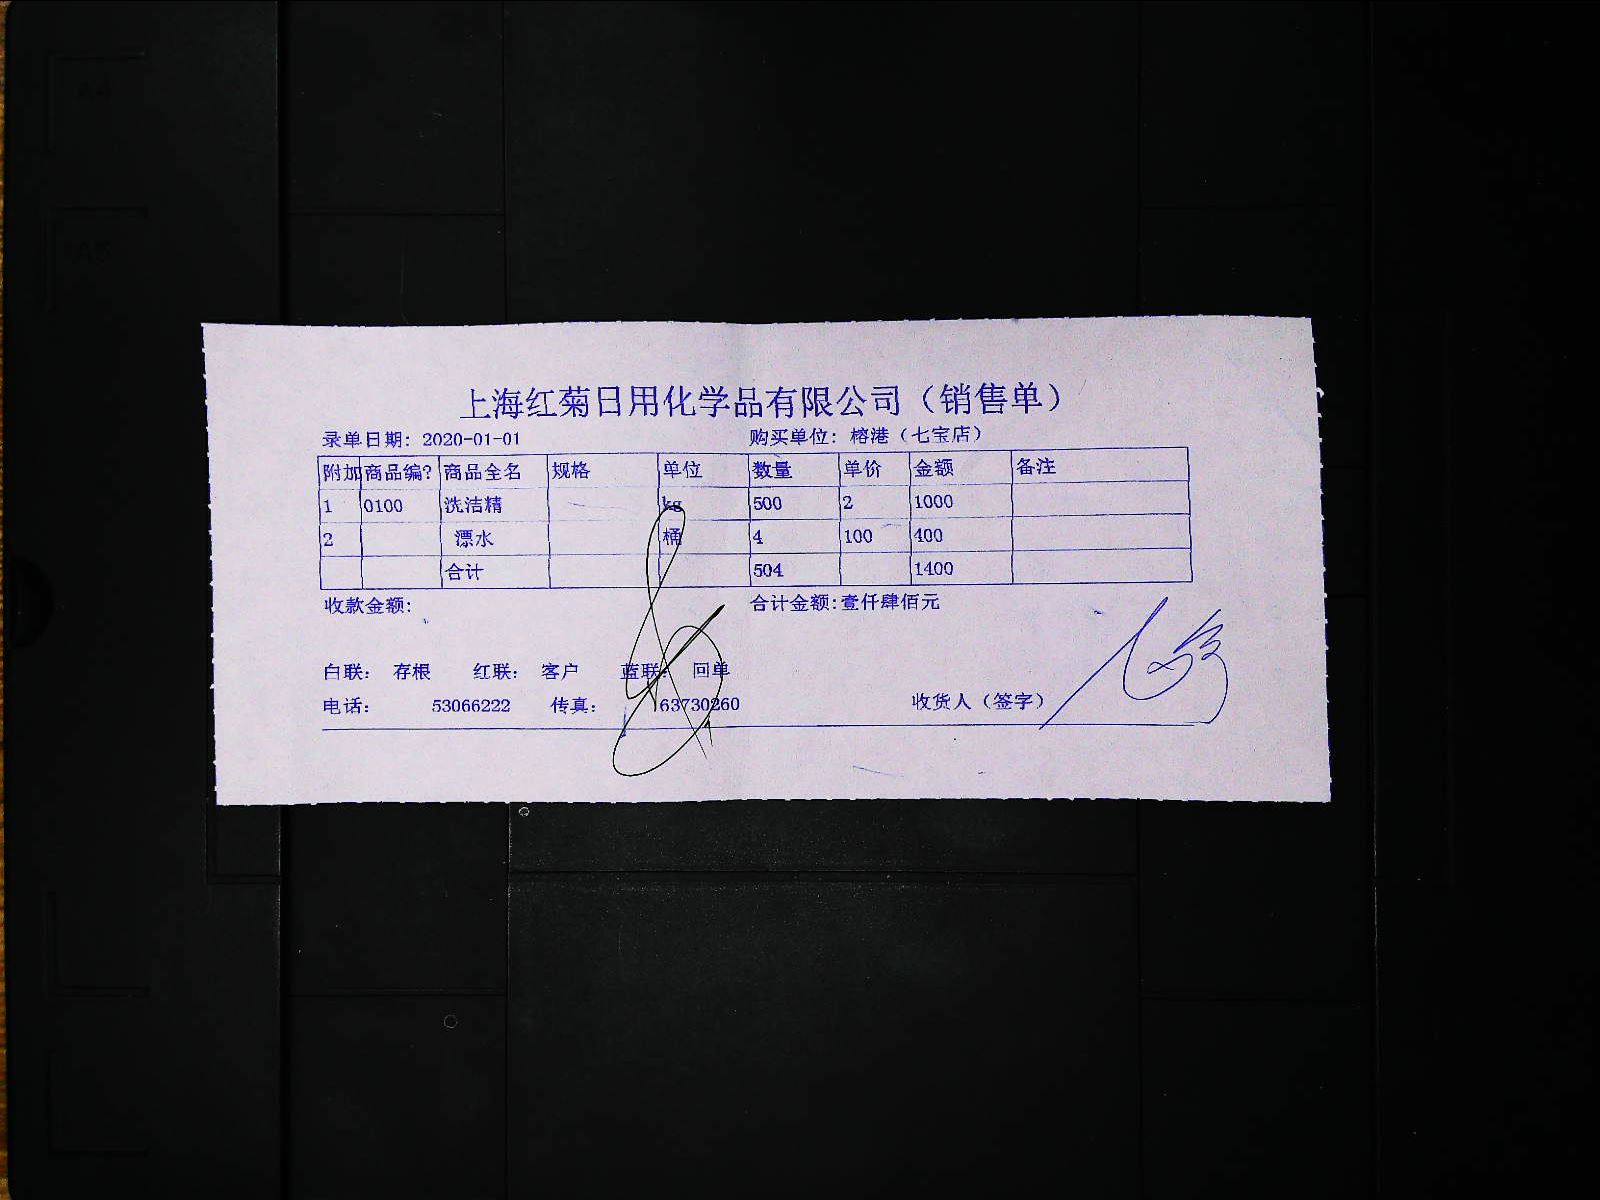 上海红菊日用化学品有限公司（销售单）
录单日期: 2020-01-01 购买单位: 榕港（七宝店）
附加 商品编? 商品全名 规格 单位 数量 单价 金额 备注
1 0100 洗洁精 kg 500 2 1000
2 漂水 桶 4 100 400
合计 504 1400
收款金额: 合计金额:壹仟肆佰元
白联: 存根 红联: 客户 蓝联: 回单
电话: 53066222 传真: 63730260 收货人（签字）